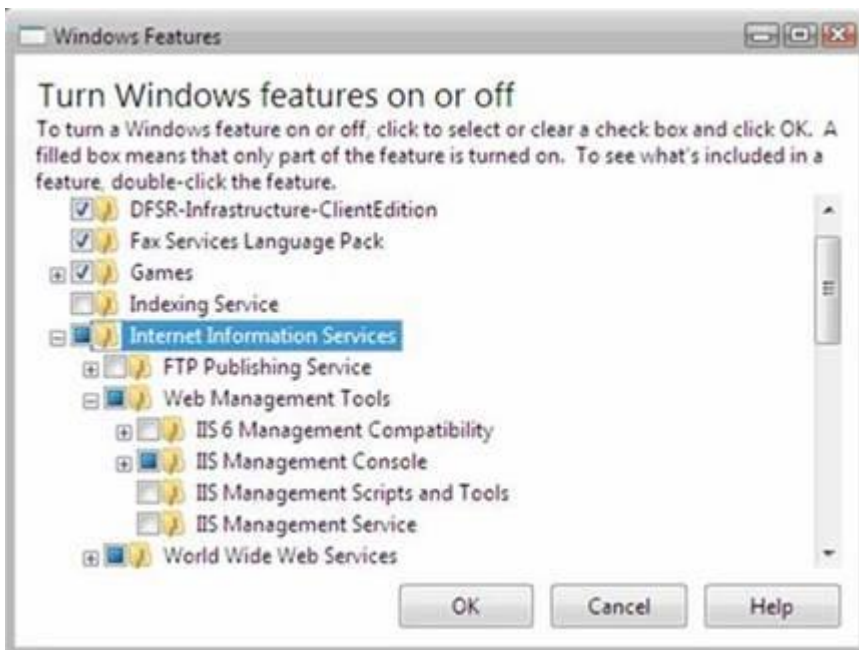 Windows Features
Turn Windows features on or off
To turn a Windows feature on or off, click to select or clear a check box and click OK. A
filled box means that only part of the feature is turned on. To see what's included in a
feature, double-click the feature.
DFSR-Infrastructure-ClientEdition
Fax Services Language Pack
Games
Indexing Service
Internet Information Services
FTP Publishing Service
Web Management Tools
IIS 6 Management Compatibility
IIS Management Console
IIS Management Scripts and Tools
IIS Management Service
World Wide Web Services
OK Cancel Help